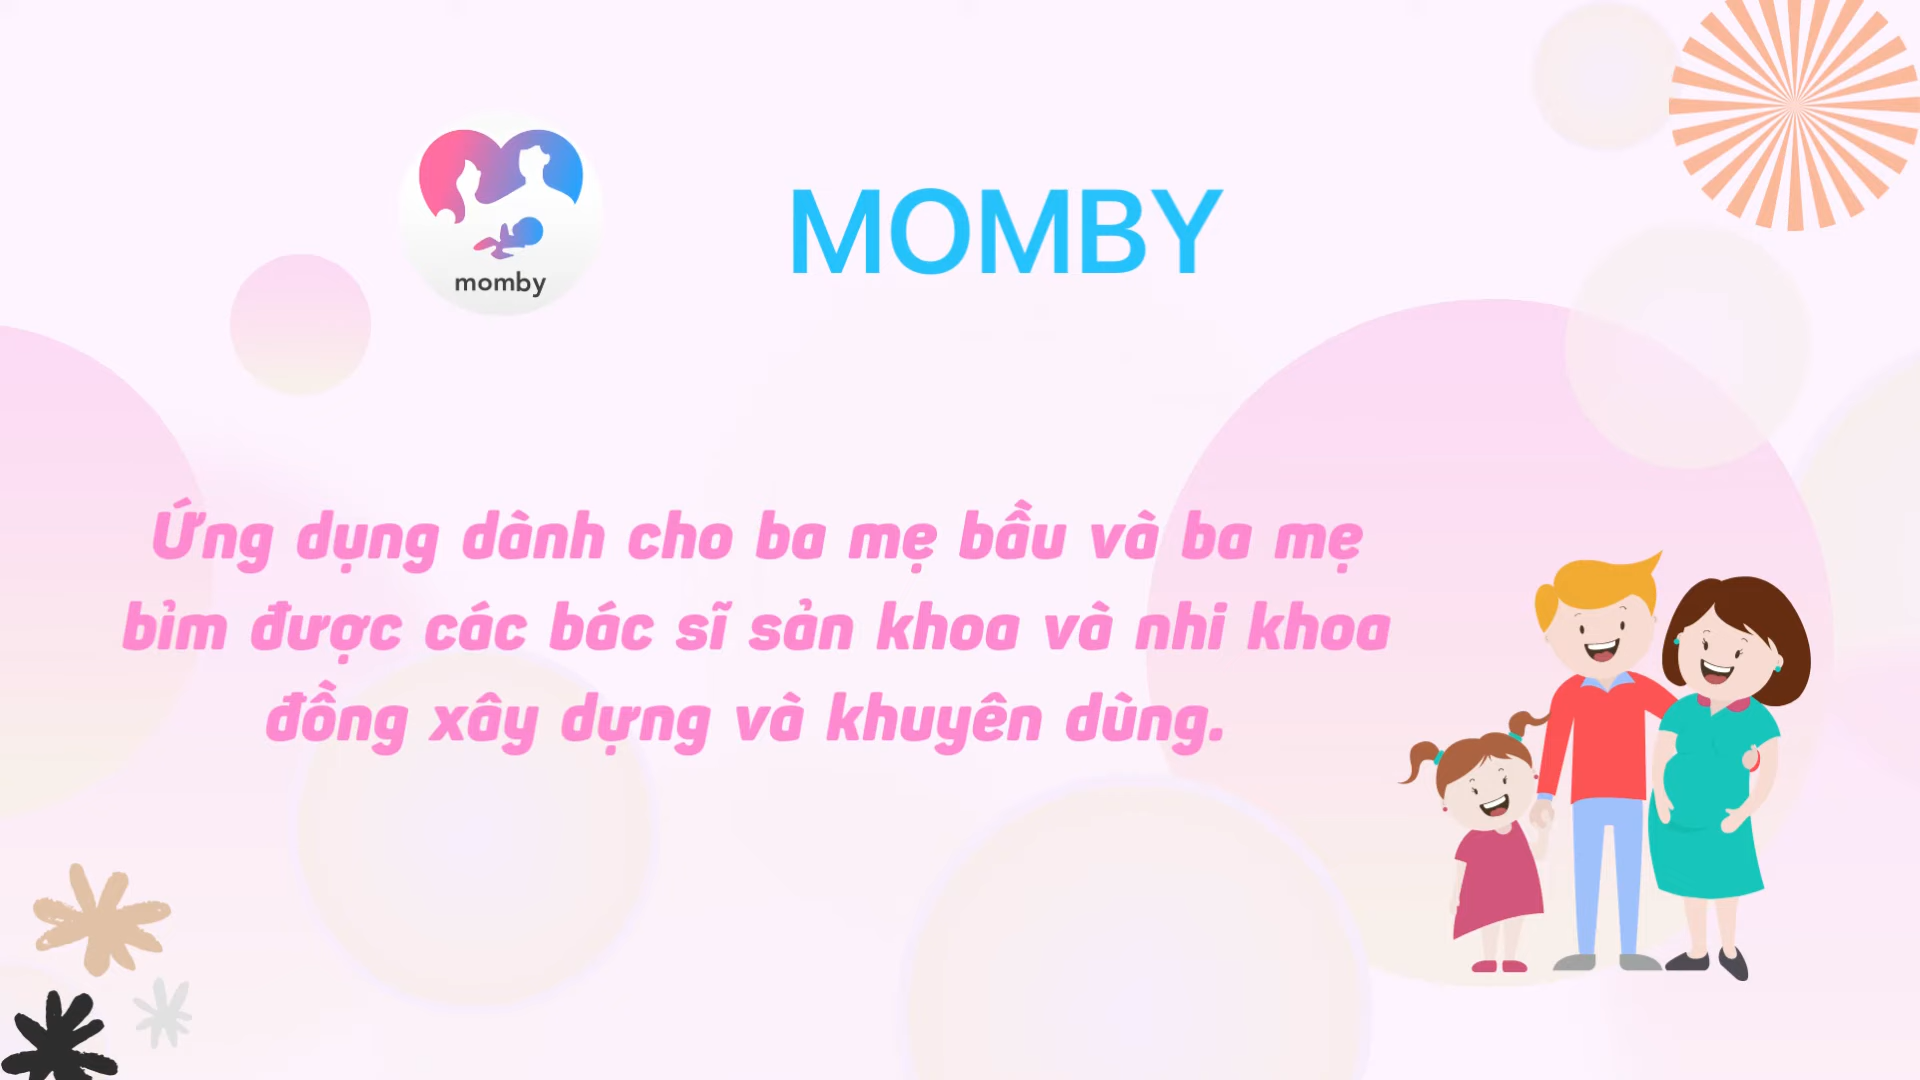 momby
MOMBY
Ứng dụng dành cho ba mẹ bầu và ba mẹ
bỉm được các bác sĩ sản khoa và nhi khoa
đồng xây dựng và khuyên dùng.